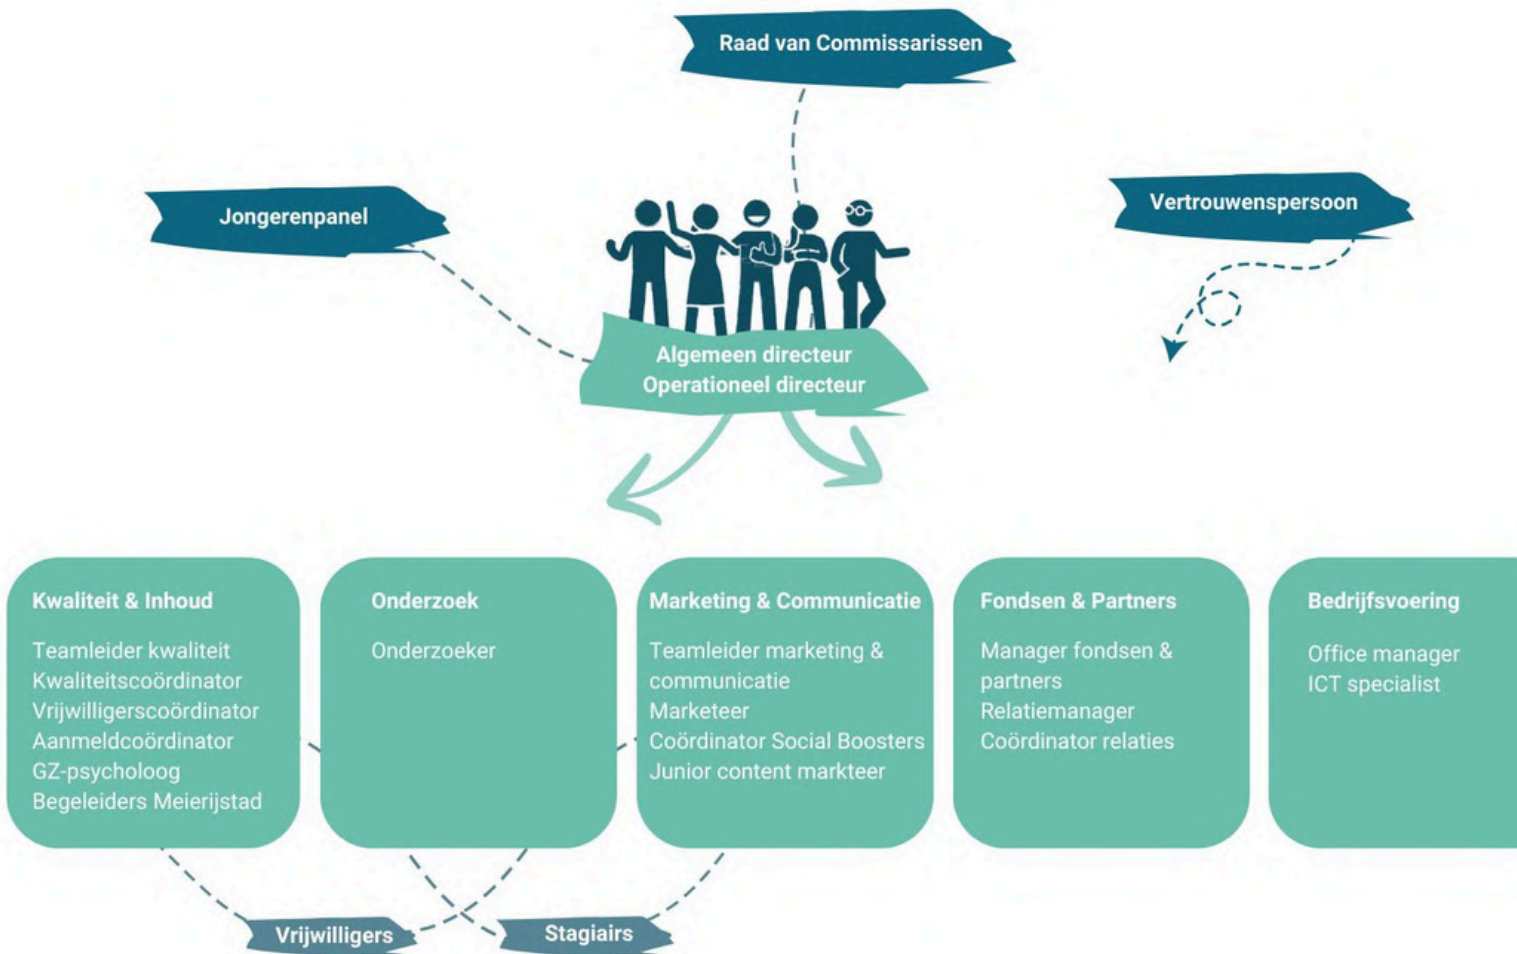 Raad van Commissarissen
Jongerenpanel
Vertrouwenspersoon
Algemeen directeur
Operationeel directeur
Kwaliteit & Inhoud
Teamleider kwaliteit
Kwaliteitscoördinator
Vrijwilligerscoördinator
Aanmeldcoördinator
GZ-psycholoog
Begeleiders Meierijstad
Onderzoek
Onderzoeker
Marketing & Communicatie
Teamleider marketing &
communicatie
Marketeer
Coördinator Social Boosters
Junior content markteer
Fondsen & Partners
Manager fondsen &
partners
Relatiemanager
Coördinator relaties
Bedrijfsvoering
Office manager
ICT specialist
Vrijwilligers
Stagiairs